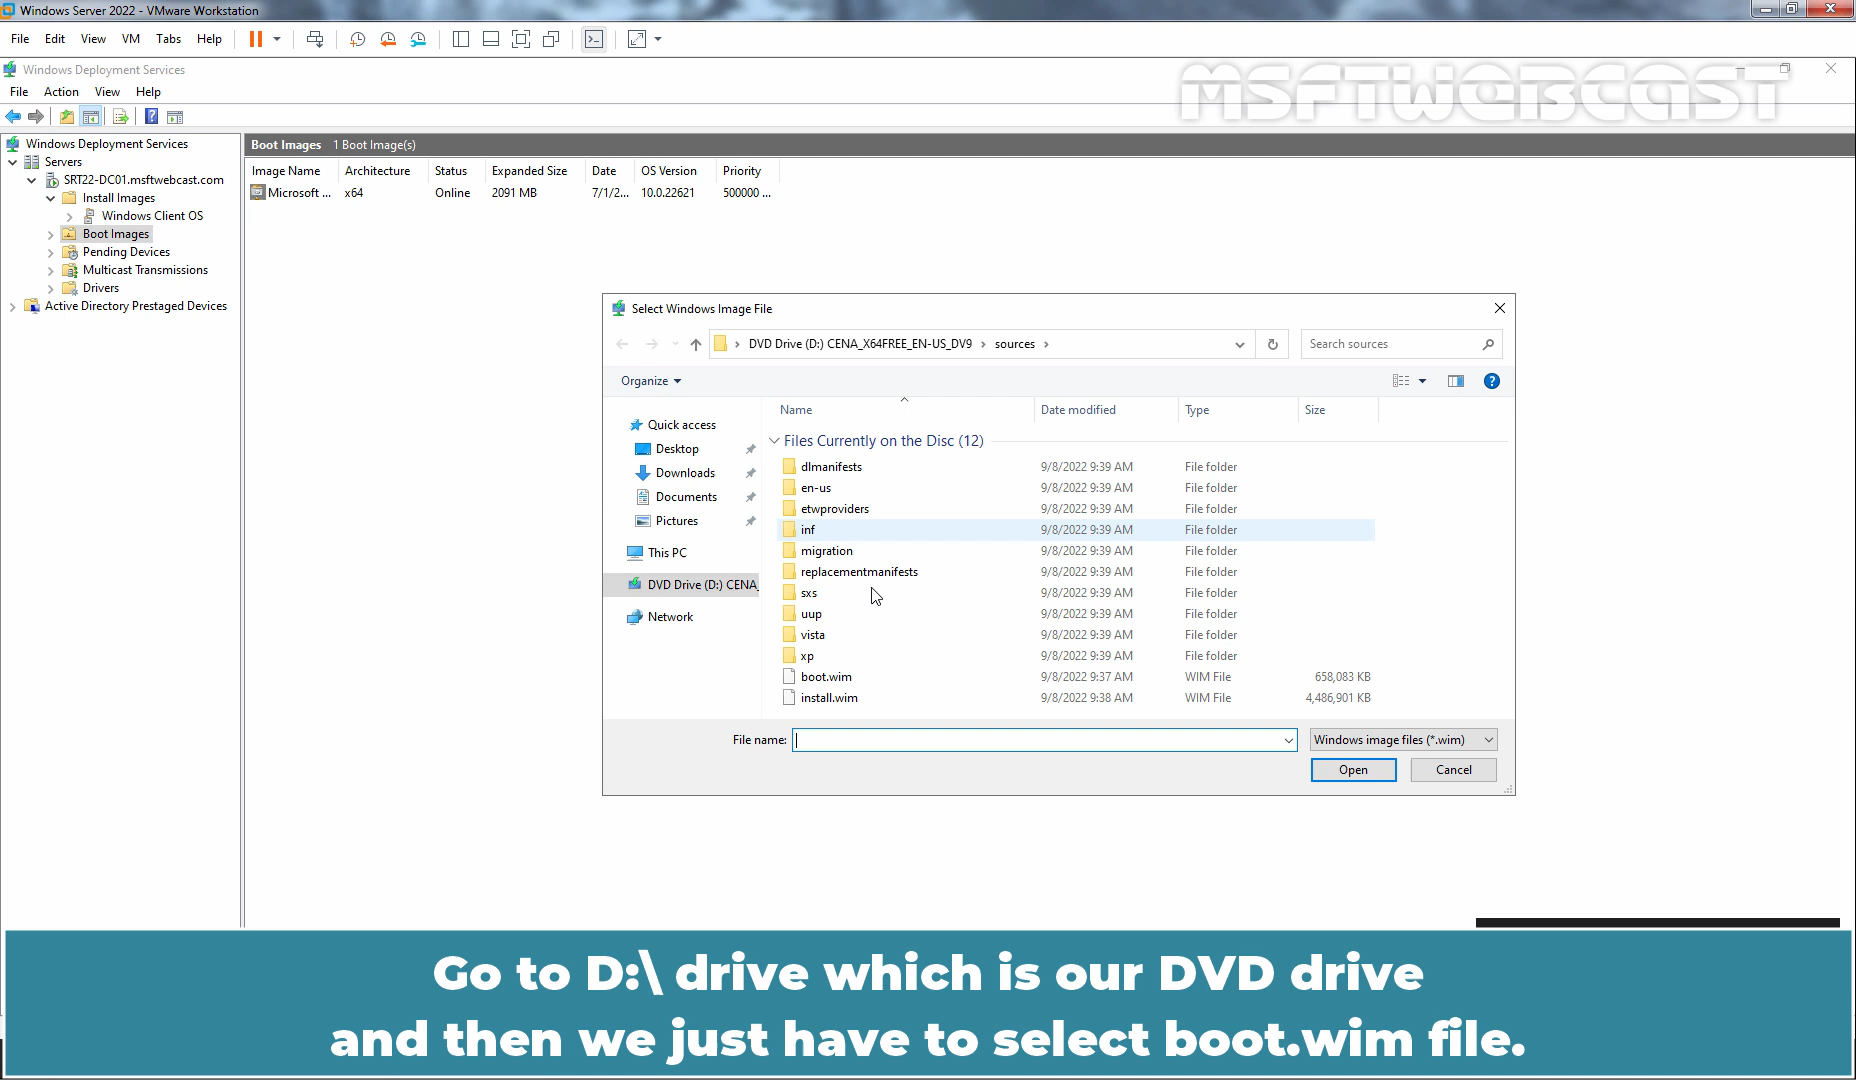 Windows Server 2022 - VMware Workstation
File Edit View VM Tabs Help
Windows Deployment Services
MSFTWEBCAST
File Action View Help
Windows Deployment Services
Servers
SRT22-DC01.msftwebcast.com
Install Images
Windows Client OS
Boot Images
Pending Devices
Multicast Transmissions
Drivers
Active Directory Prestaged Devices
Boot Images 1 Boot Image(s)
Image Name Architecture Status Expanded Size Date OS Version Priority
Microsoft ... x64 Online 2091 MB 7/1/2... 10.0.22621 500000 ...
Select Windows Image File
DVD Drive (D:) CENA_X64FREE_EN-US_DV9 › sources › Search sources
Organize
Quick access
Desktop
Downloads
Documents
Pictures
This PC
DVD Drive (D:) CENA_
Network
Name Date modified Type Size
Files Currently on the Disc (12)
dlmanifests 9/8/2022 9:39 AM File folder
en-us 9/8/2022 9:39 AM File folder
etwproviders 9/8/2022 9:39 AM File folder
inf 9/8/2022 9:39 AM File folder
migration 9/8/2022 9:39 AM File folder
replacementmanifests 9/8/2022 9:39 AM File folder
sxs 9/8/2022 9:39 AM File folder
uup 9/8/2022 9:39 AM File folder
vista 9/8/2022 9:39 AM File folder
xp 9/8/2022 9:39 AM File folder
boot.wim 9/8/2022 9:37 AM WIM File 658,083 KB
install.wim 9/8/2022 9:38 AM WIM File 4,486,901 KB
File name: Windows image files (*.wim)
Open Cancel
Go to D:\ drive which is our DVD drive
and then we just have to select boot.wim file.